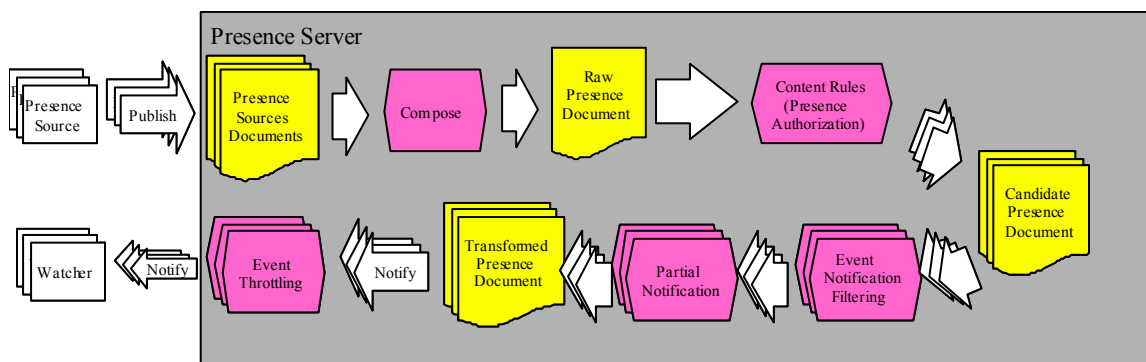 Presence Server
Presence
Source
Publish
Presence
Sources
Documents
Compose
Raw
Presence
Document
Content Rules
(Presence
Authorization)
Candidate
Presence
Document
Watcher
Notify
Event
Throttling
Notify
Transformed
Presence
Document
Partial
Notification
Event
Notification
Filtering